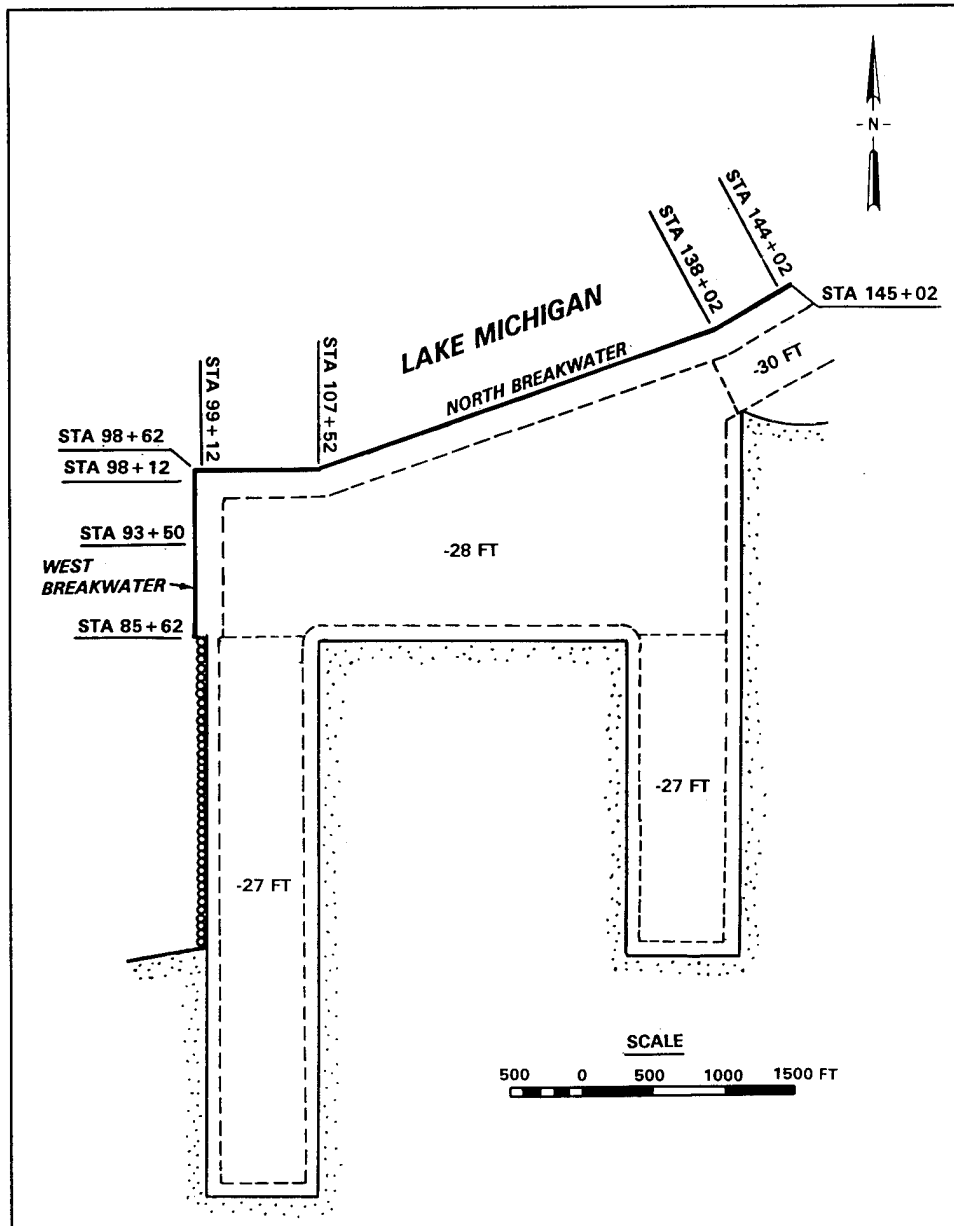 - N -
STA 144+02
STA 138+02
STA 145+02
LAKE MICHIGAN
NORTH BREAKWATER
-30 FT
STA 107+52
STA 99+12
STA 98+62
STA 98+12
STA 93+50
-28 FT
WEST
BREAKWATER
STA 85+62
-27 FT
-27 FT
SCALE
500 0 500 1000 1500 FT